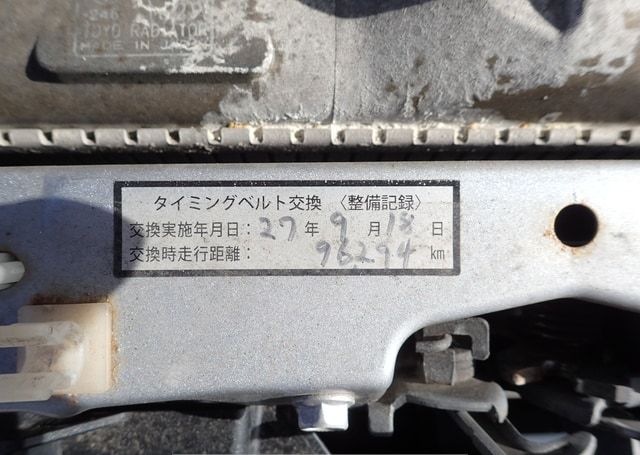 TOYO RADIATOR
MADE IN JAPAN
タイミングベルト交換 〈整備記録〉
交換実施年月日：27年9月18日
交換時走行距離：96294km